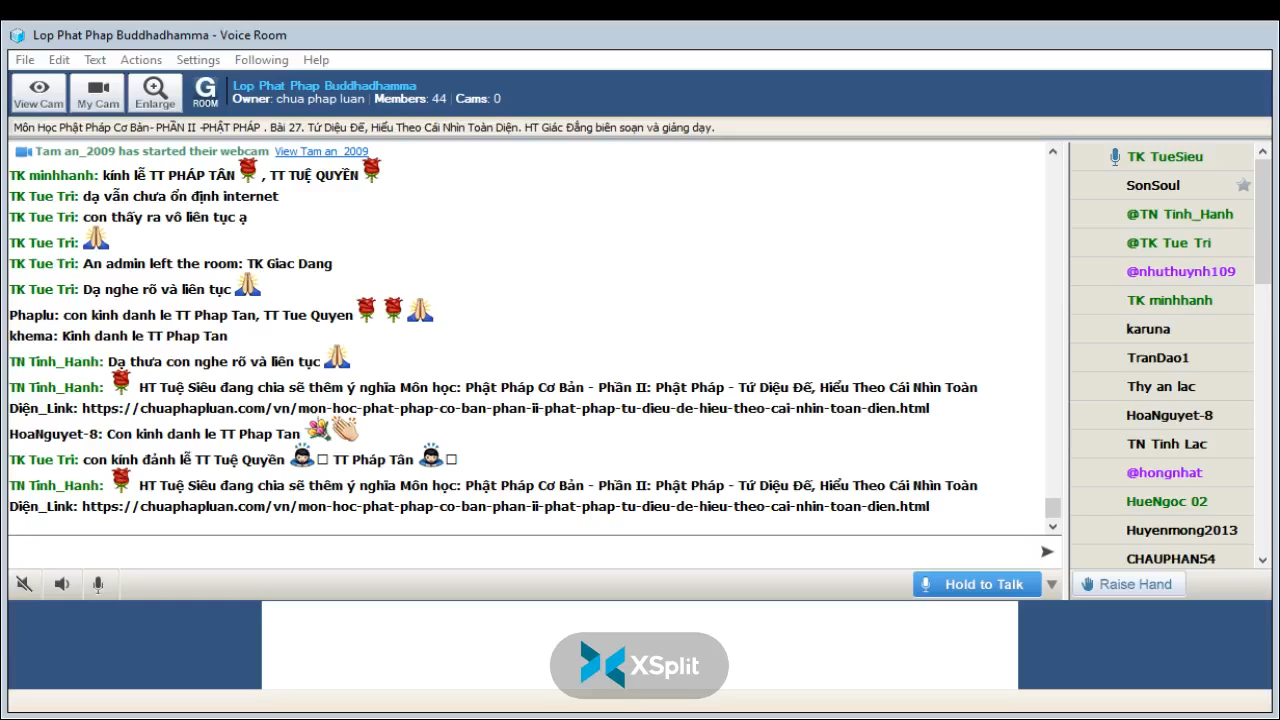 Lop Phat Phap Buddhadhamma - Voice Room
File Edit Text Actions Settings Following Help
View Cam My Cam Enlarge G ROOM
Lop Phat Phap Buddhadhamma
Owner: chua phap luan | Members: 44 | Cams: 0
Môn Học Phật Pháp Cơ Bản- PHẦN II -PHẬT PHÁP . Bài 27. Tứ Diệu Đế, Hiểu Theo Cái Nhìn Toàn Diện. HT Giác Đẳng biên soạn và giảng dạy.
Tam an_2009 has started their webcam View Tam an_2009
TK minhhanh: kính lễ TT PHÁP TÂN , TT TUỆ QUYỀN
TK Tue Tri: dạ vẫn chưa ổn định internet
TK Tue Tri: con thấy ra vô liên tục ạ
TK Tue Tri:
TK Tue Tri: An admin left the room: TK Giac Dang
TK Tue Tri: Dạ nghe rõ và liên tục
Phaplu: con kinh danh le TT Phap Tan, TT Tue Quyen
khema: Kinh danh le TT Phap Tan
TN Tinh_Hanh: Dạ thưa con nghe rõ và liên tục
TN Tinh_Hanh: HT Tuệ Siêu đang chia sẽ thêm ý nghĩa Môn học: Phật Pháp Cơ Bản - Phần II: Phật Pháp - Tứ Diệu Đế, Hiểu Theo Cái Nhìn Toàn
Diện_Link: https://chuaphapluan.com/vn/mon-hoc-phat-phap-co-ban-phan-ii-phat-phap-tu-dieu-de-hieu-theo-cai-nhin-toan-dien.html
HoaNguyet-8: Con kinh danh le TT Phap Tan
TK Tue Tri: con kính đảnh lễ TT Tuệ Quyền □ TT Pháp Tân □
TN Tinh_Hanh: HT Tuệ Siêu đang chia sẽ thêm ý nghĩa Môn học: Phật Pháp Cơ Bản - Phần II: Phật Pháp - Tứ Diệu Đế, Hiểu Theo Cái Nhìn Toàn
Diện_Link: https://chuaphapluan.com/vn/mon-hoc-phat-phap-co-ban-phan-ii-phat-phap-tu-dieu-de-hieu-theo-cai-nhin-toan-dien.html
Hold to Talk
TK TueSieu
SonSoul
@TN Tinh_Hanh
@TK Tue Tri
@nhuthuynh109
TK minhhanh
karuna
TranDao1
Thy an lac
HoaNguyet-8
TN Tinh Lac
@hongnhat
HueNgoc 02
Huyenmong2013
CHAUPHAN54
Raise Hand
XSplit